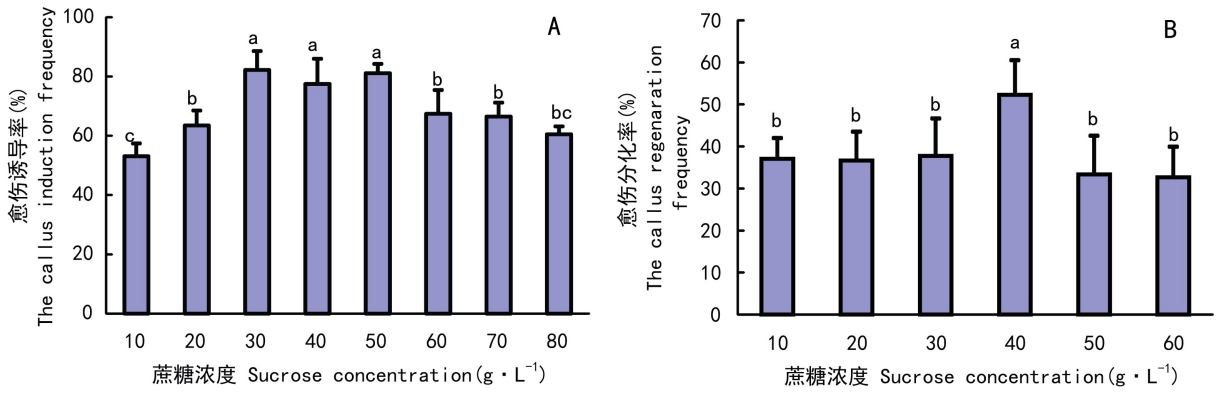 A
愈伤诱导率(%)
The callus induction frequency
100
80
60
40
20
0
c
b
a
a
a
b
b
bc
10 20 30 40 50 60 70 80
蔗糖浓度 Sucrose concentration(g·L⁻¹)
B
愈伤分化率(%)
The callus regenaration
frequency
70
60
50
40
30
20
10
0
b
b
b
a
b
b
10 20 30 40 50 60
蔗糖浓度 Sucrose concentration(g·L⁻¹)